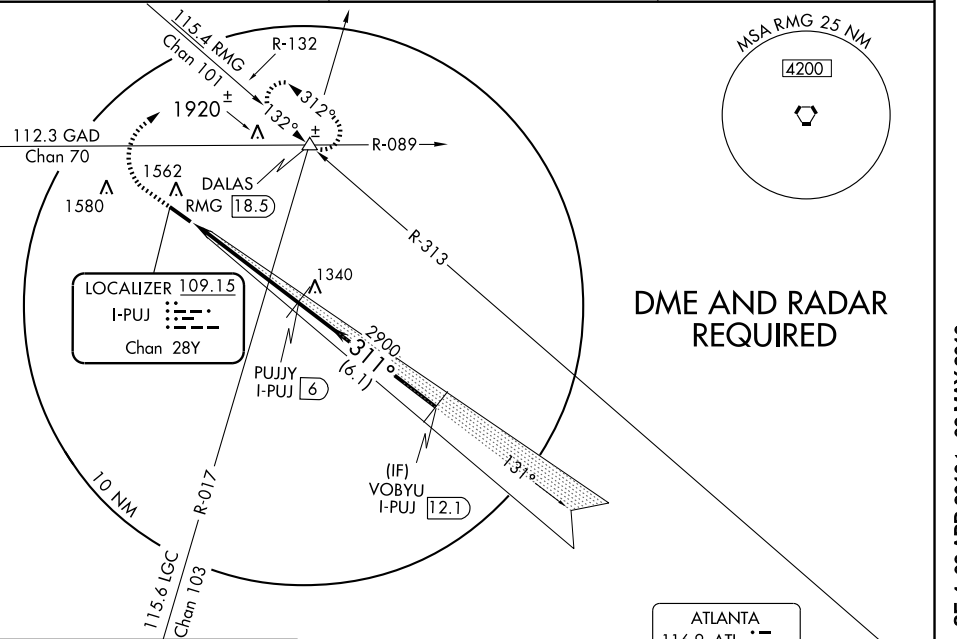 115.4 RMG
Chan 101
R-132
MSA RMG 25 NM
4200
1920 ±
132°
312°
±
112.3 GAD
Chan 70
R-089
1562
1580
DALAS
RMG 18.5
R-313
LOCALIZER 109.15
I-PUJ
Chan 28Y
1340
DME AND RADAR
REQUIRED
2900
311°
(6.1)
PUJJY
I-PUJ 6
(IF)
VOBYU
I-PUJ 12.1
131°
10 NM
R-017
115.6 LGC
Chan 103
ATLANTA